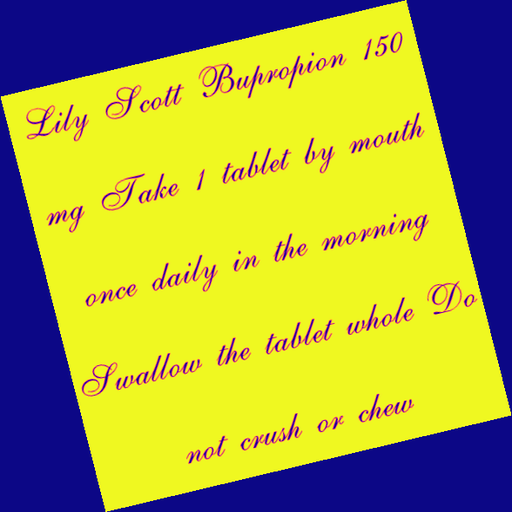 Lily Scott Bupropion 150
mg Take 1 tablet by mouth
once daily in the morning
Swallow the tablet whole Do
not crush or chew